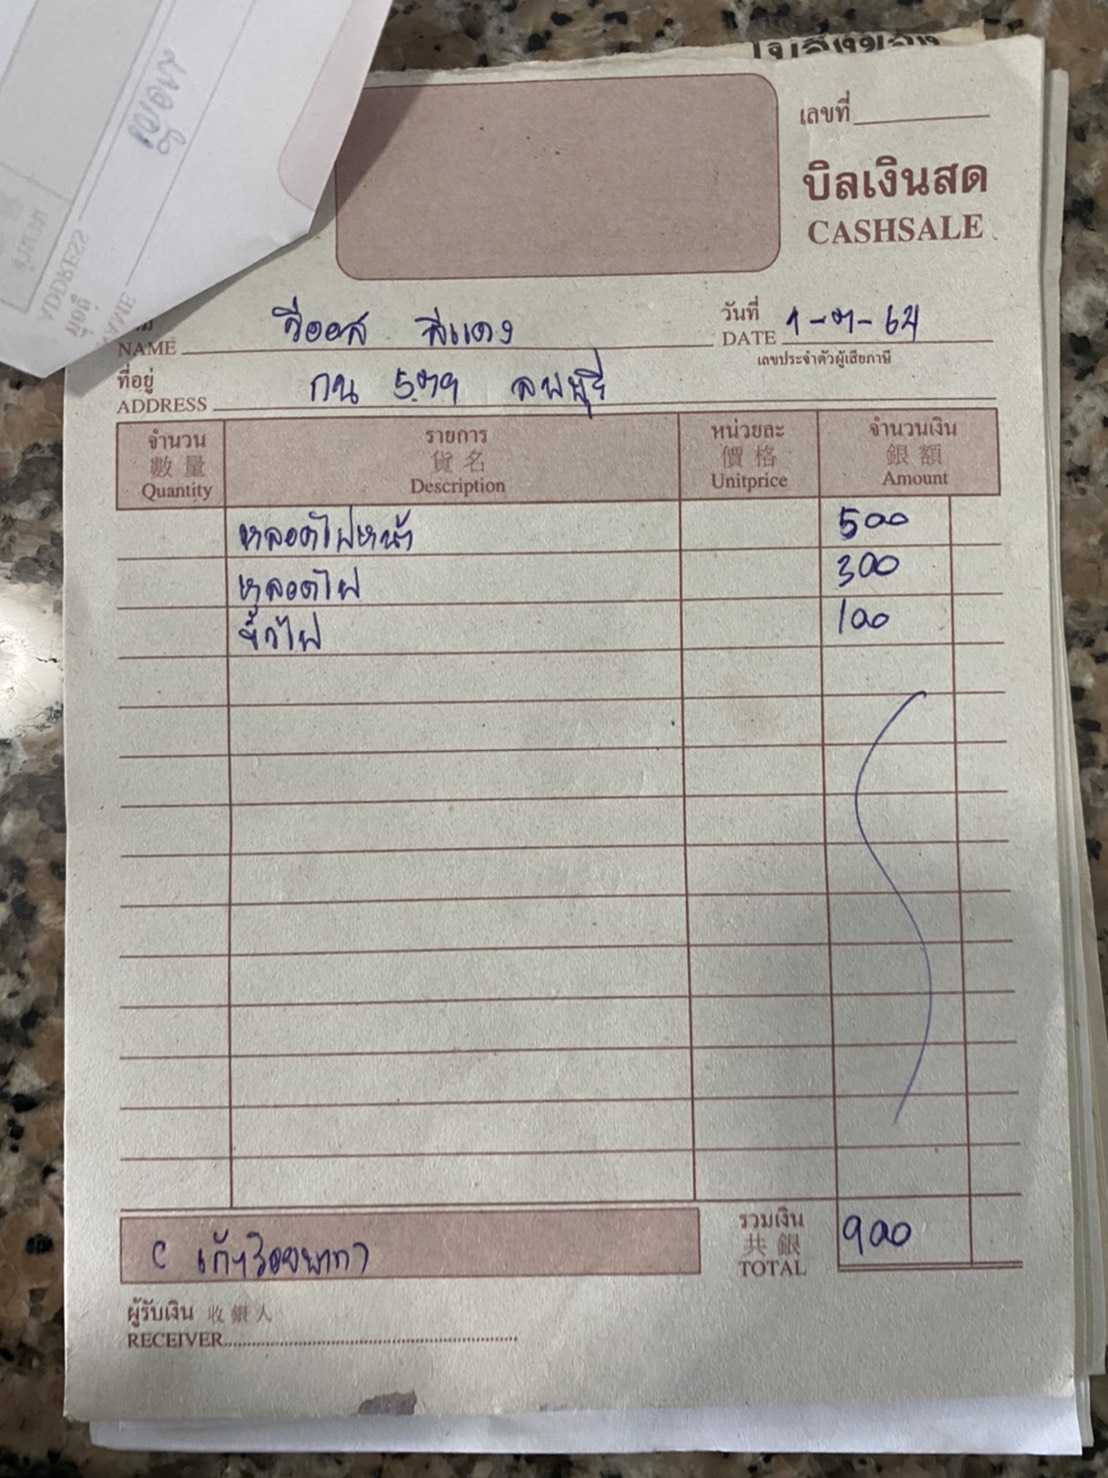 เลขที่
บิลเงินสด
CASHSALE
NAME วีออส สีแดง
วันที่
DATE 1-ต-64
เลขประจำตัวผู้เสียภาษี
ที่อยู่
ADDRESS กน 5779 ลพบุรี
จำนวน รายการ หน่วยละ จำนวนเงิน
數量 貨名 價格 銀額
Quantity Description Unitprice Amount
หลอดไฟหน้า 500
หลอดไฟ 300
ขั้วไฟ 100
รวมเงิน
共銀
TOTAL 900
(เก้าร้อยบาท)
ผู้รับเงิน 收銀人
RECEIVER